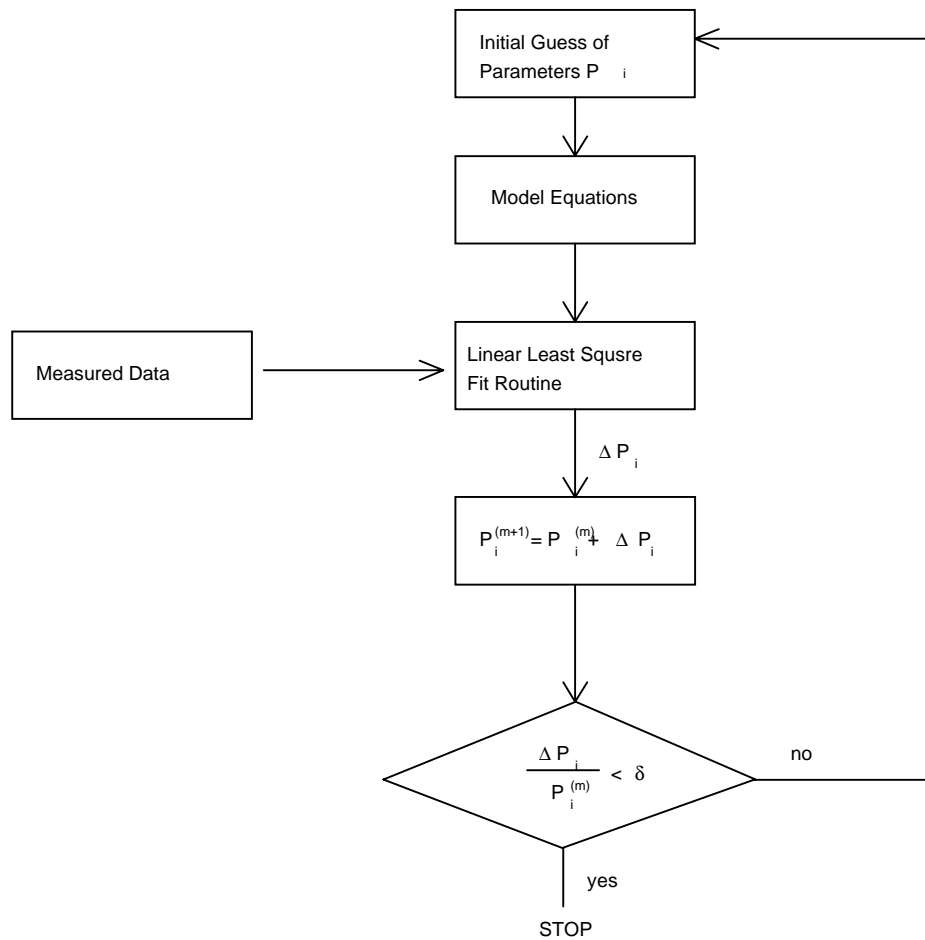 Initial Guess of
Parameters P i
Model Equations
Linear Least Squsre
Fit Routine
Measured Data
Δ P i
P i (m+1) = P i (m) + Δ P i
Δ P i
P i (m)
< δ
no
yes
STOP